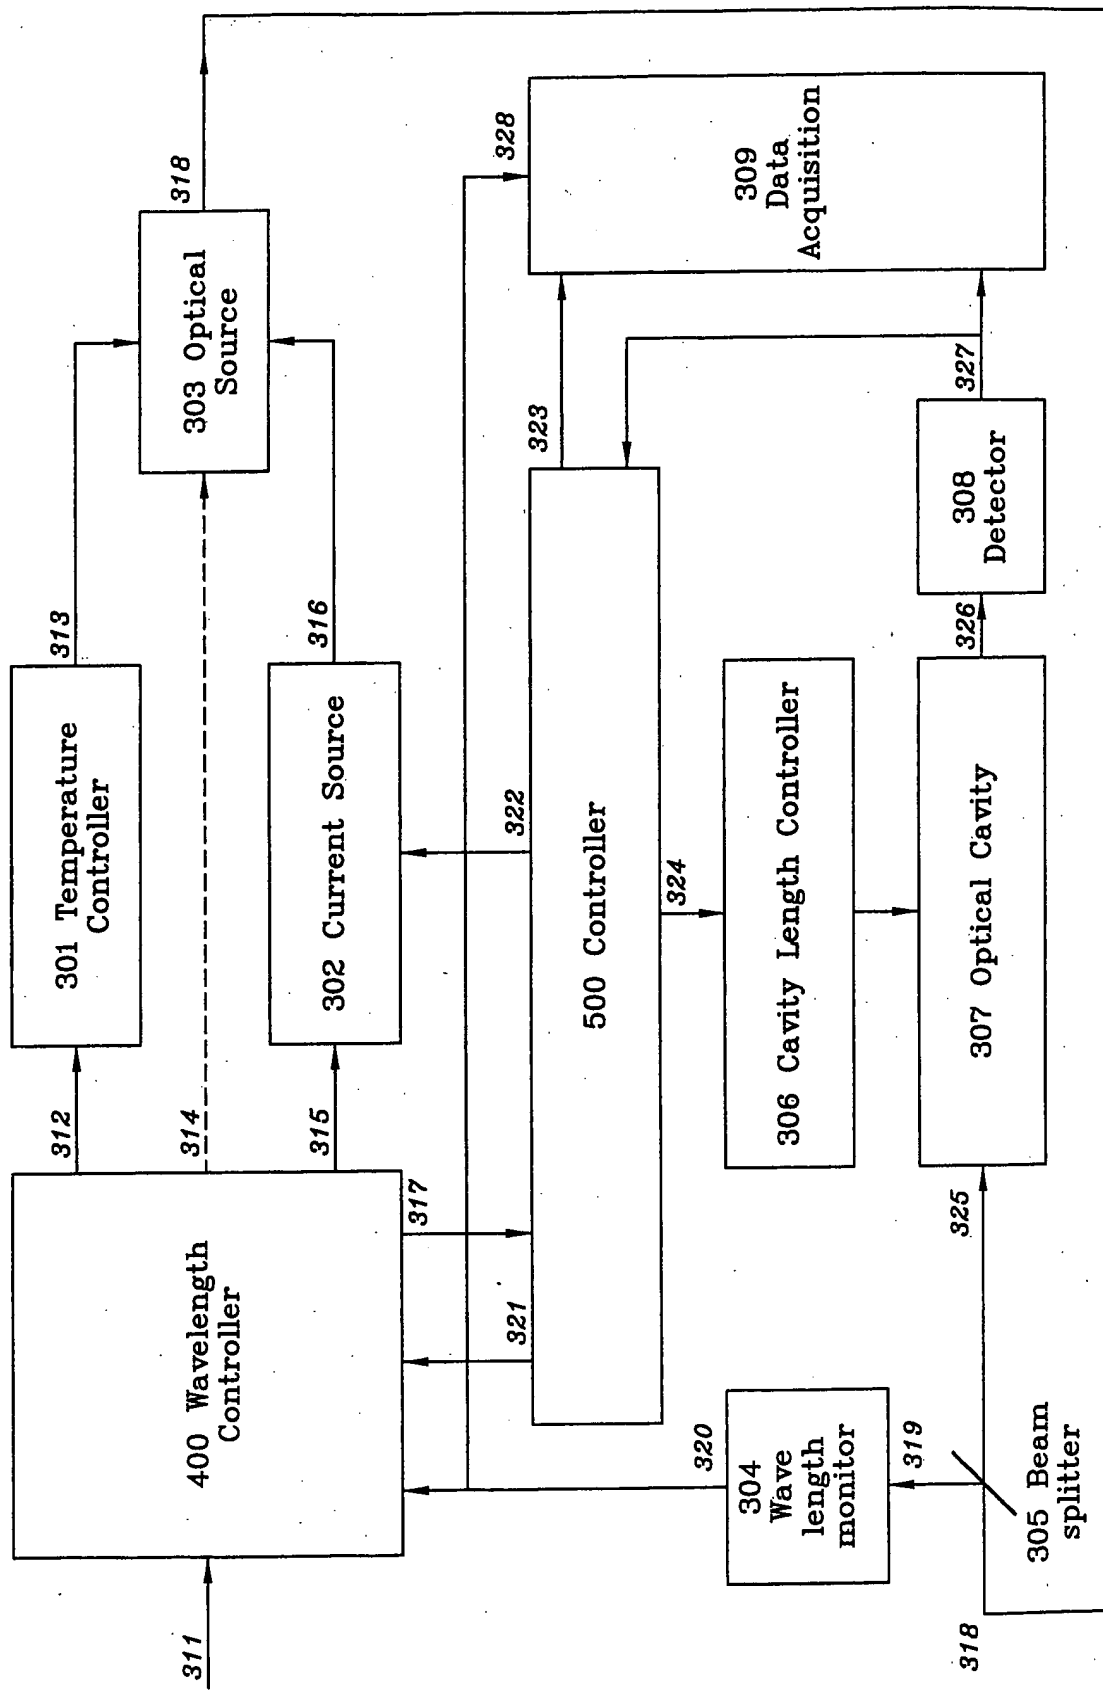 311
400 Wavelength
Controller
312
314
315
317
321
301 Temperature
Controller
313
302 Current Source
316
322
303 Optical
Source
318
328
320
304
Wave
length
monitor
319
500 Controller
323
324
306 Cavity Length Controller
309
Data
Acquisition
318
305 Beam
splitter
325
307 Optical Cavity
326
308
Detector
327